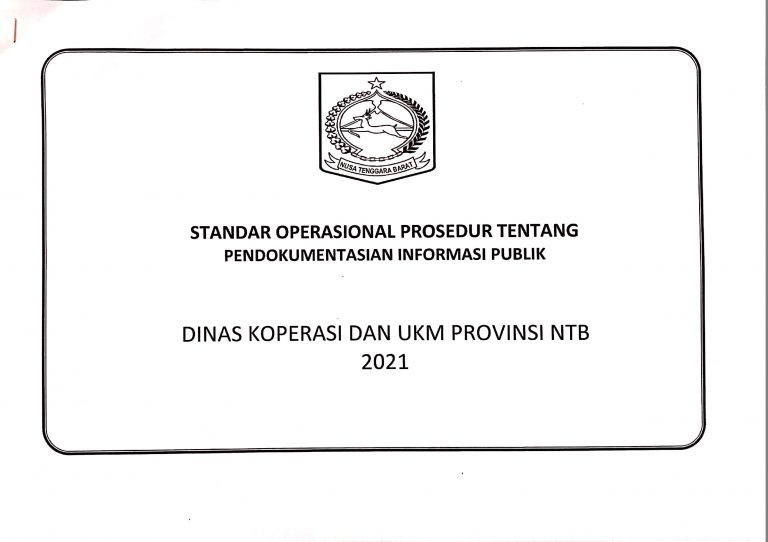 NUSA TENGGARA BARAT
STANDAR OPERASIONAL PROSEDUR TENTANG
PENDOKUMENTASIAN INFORMASI PUBLIK
DINAS KOPERASI DAN UKM PROVINSI NTB
2021